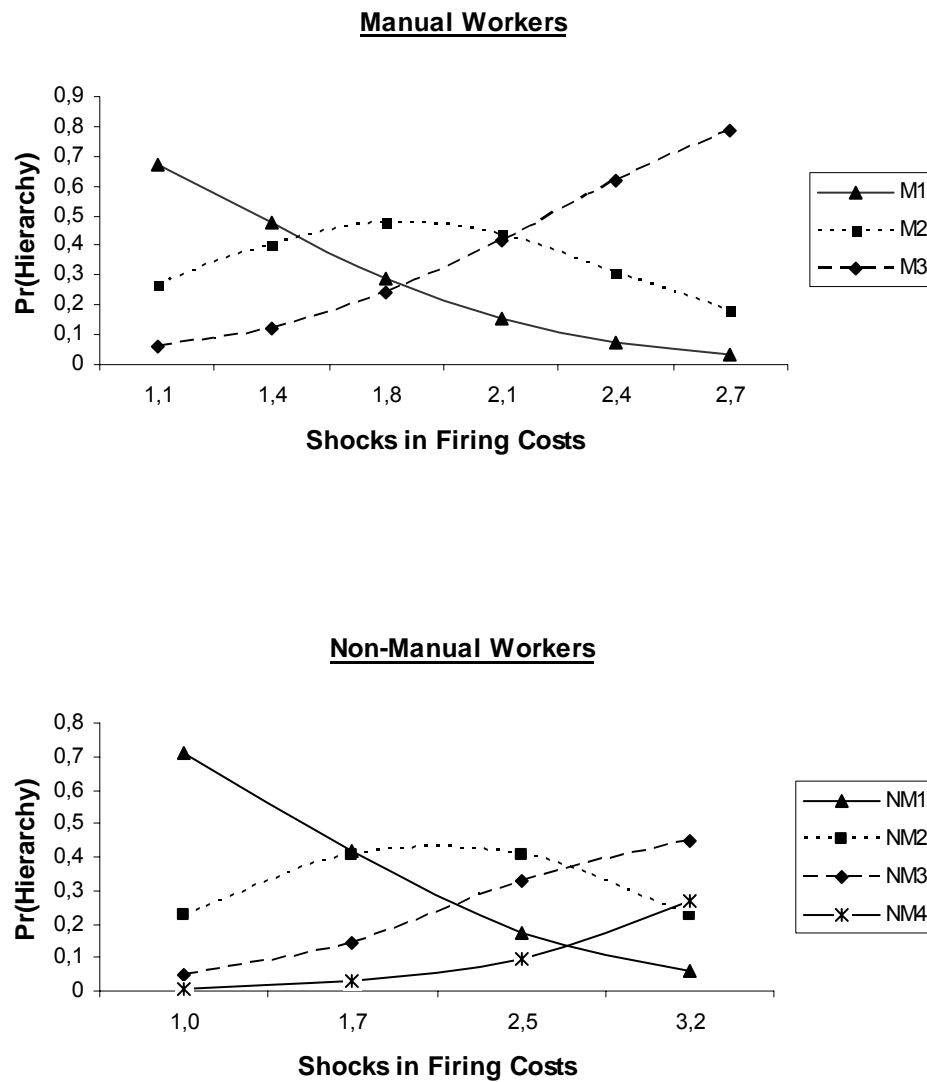 Manual Workers
0,9
0,8
0,7
0,6
0,5
0,4
0,3
0,2
0,1
0
Pr(Hierarchy)
1,1 1,4 1,8 2,1 2,4 2,7
Shocks in Firing Costs
M1
M2
M3
Non-Manual Workers
0,8
0,7
0,6
0,5
0,4
0,3
0,2
0,1
0
Pr(Hierarchy)
1,0 1,7 2,5 3,2
Shocks in Firing Costs
NM1
NM2
NM3
NM4